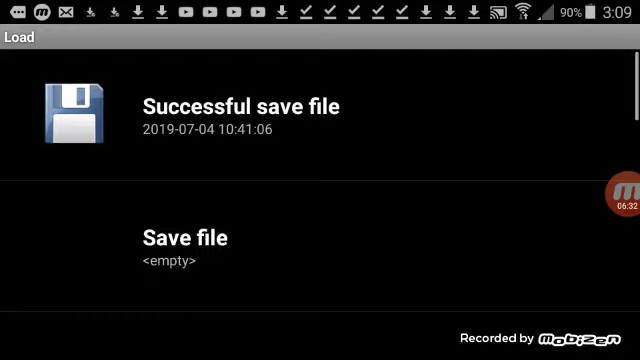 90% 3:09
Load
Successful save file
2019-07-04 10:41:06
Save file
<empty>
06:32
Recorded by Mobizen